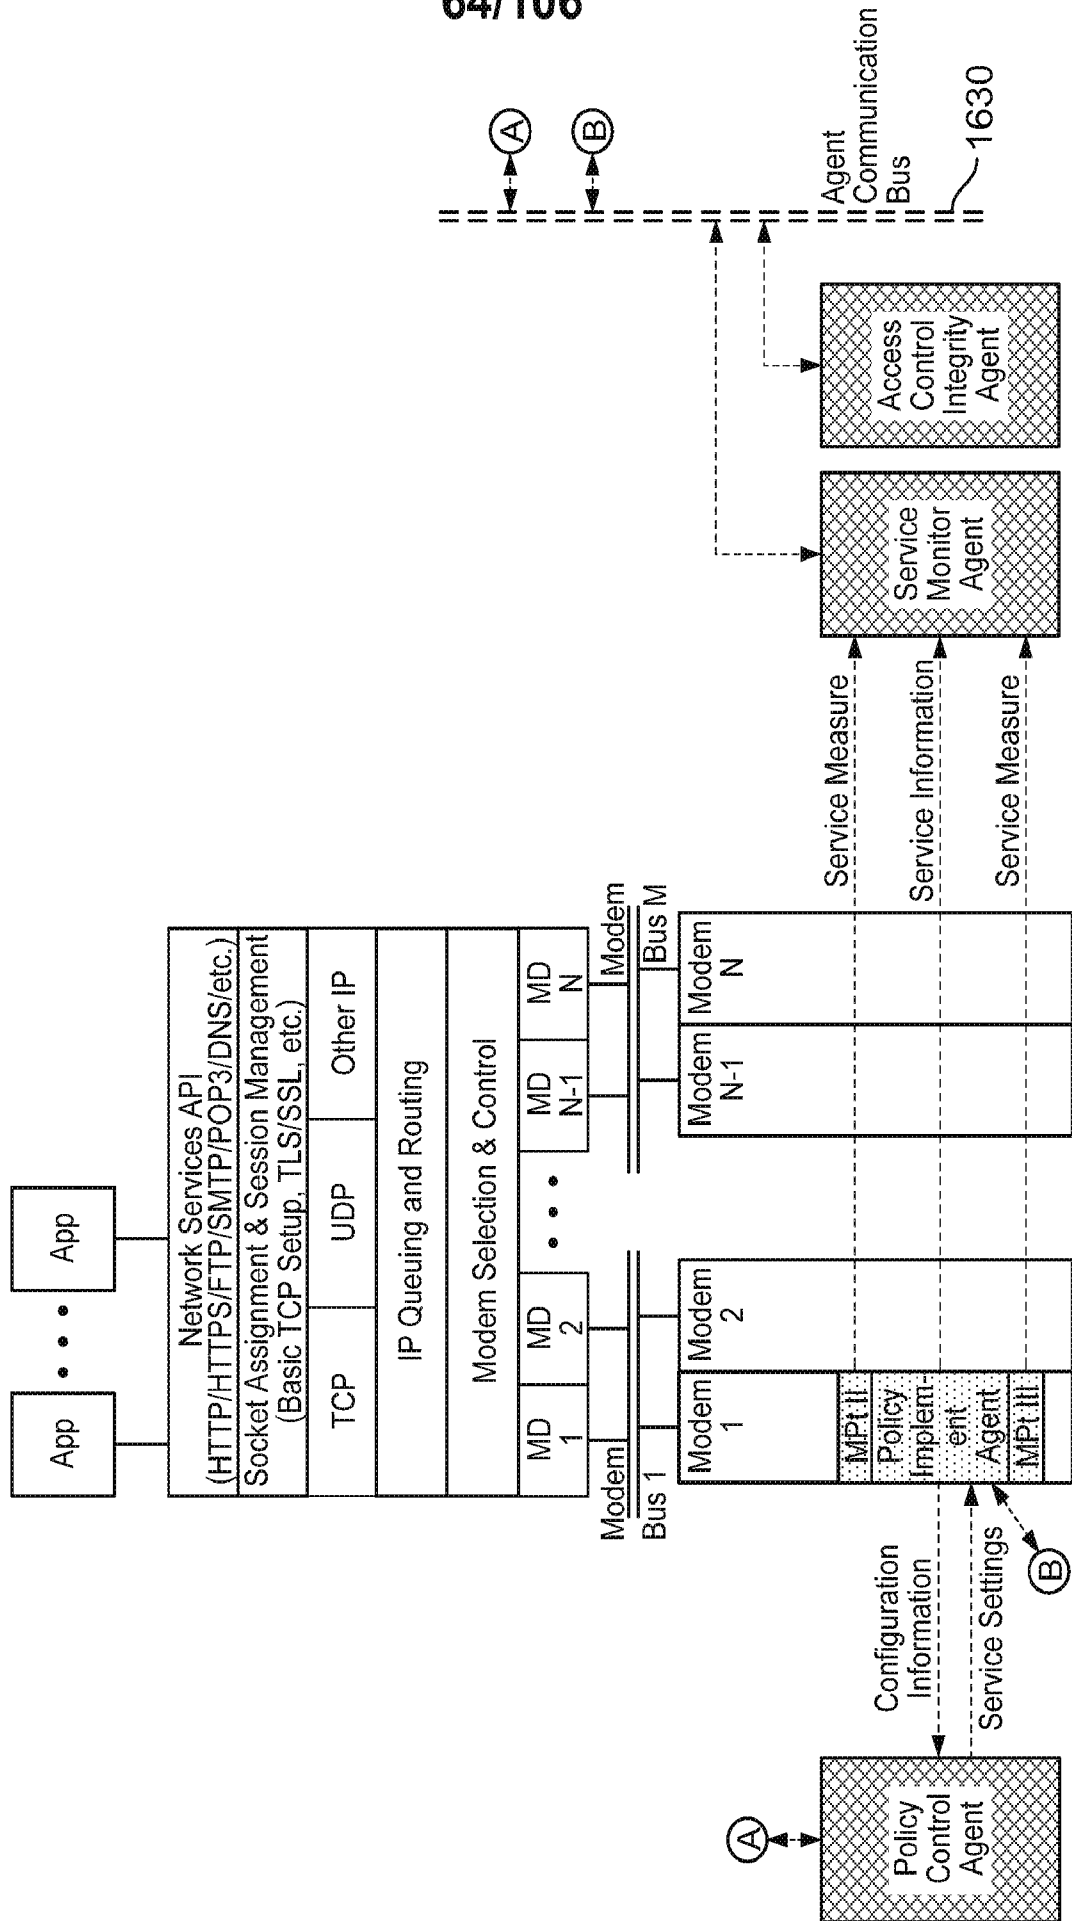 64/106
App
App
Network Services API
(HTTP/HTTPS/FTP/SMTP/POP3/DNS/etc.)
Socket Assignment & Session Management
(Basic TCP Setup, TLS/SSL, etc.)
TCP
UDP
Other IP
IP Queuing and Routing
Modem Selection & Control
MD
1
MD
2
MD
N-1
MD
N
Modem
Bus 1
Modem
Bus M
Modem
1
Modem
2
Modem
N-1
Modem
N
MPt II
Policy
Implem-
ent
Agent
MPt III
Policy
Control
Agent
A
Configuration
Information
Service Settings
B
Service Measure
Service Information
Service Measure
Service
Monitor
Agent
Access
Control
Integrity
Agent
A
B
Agent
Communication
Bus
1630